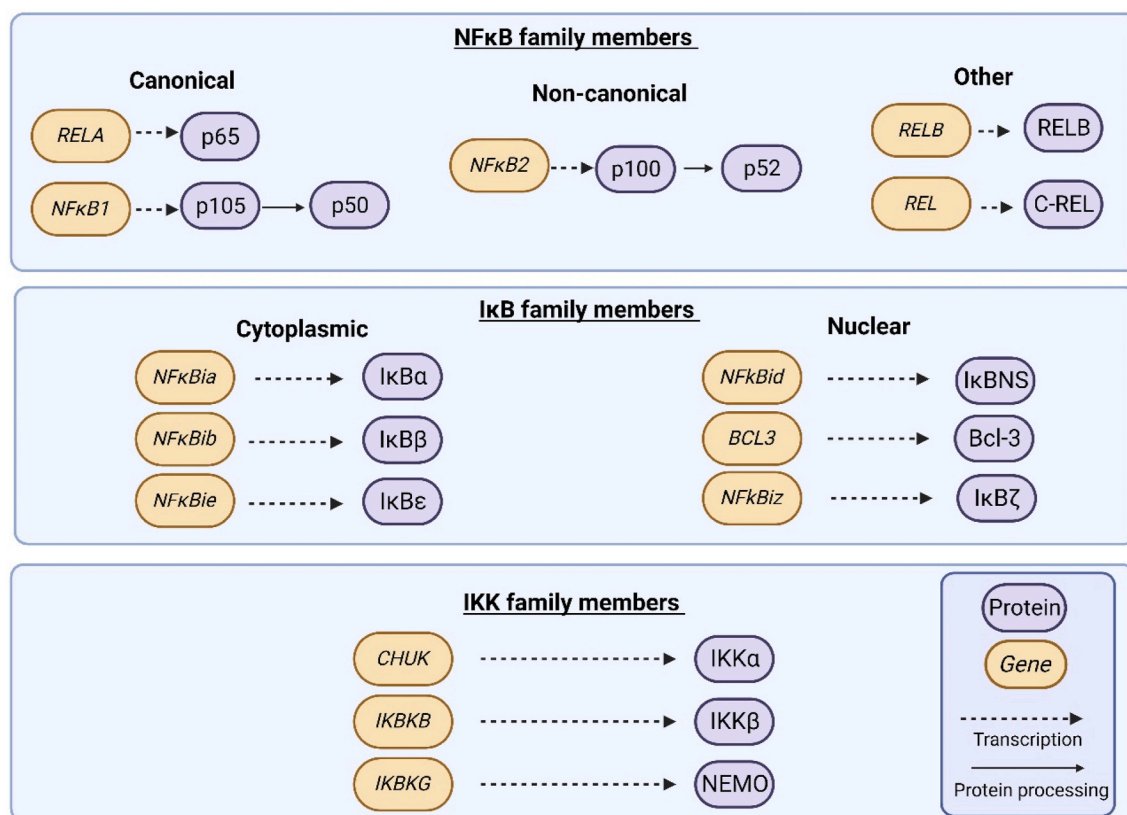 NFκB family members
Canonical
Non-canonical
Other
RELA
p65
NFκB1
p105
p50
NFκB2
p100
p52
RELB
RELB
REL
C-REL
IκB family members
Cytoplasmic
Nuclear
NFκBia
IκBα
NFκBib
IκBβ
NFκBie
IκBε
NFkBid
IκBNS
BCL3
Bcl-3
NFkBiz
IκBζ
IKK family members
CHUK
IKKα
IKBKB
IKKβ
IKBKG
NEMO
Protein
Gene
Transcription
Protein processing